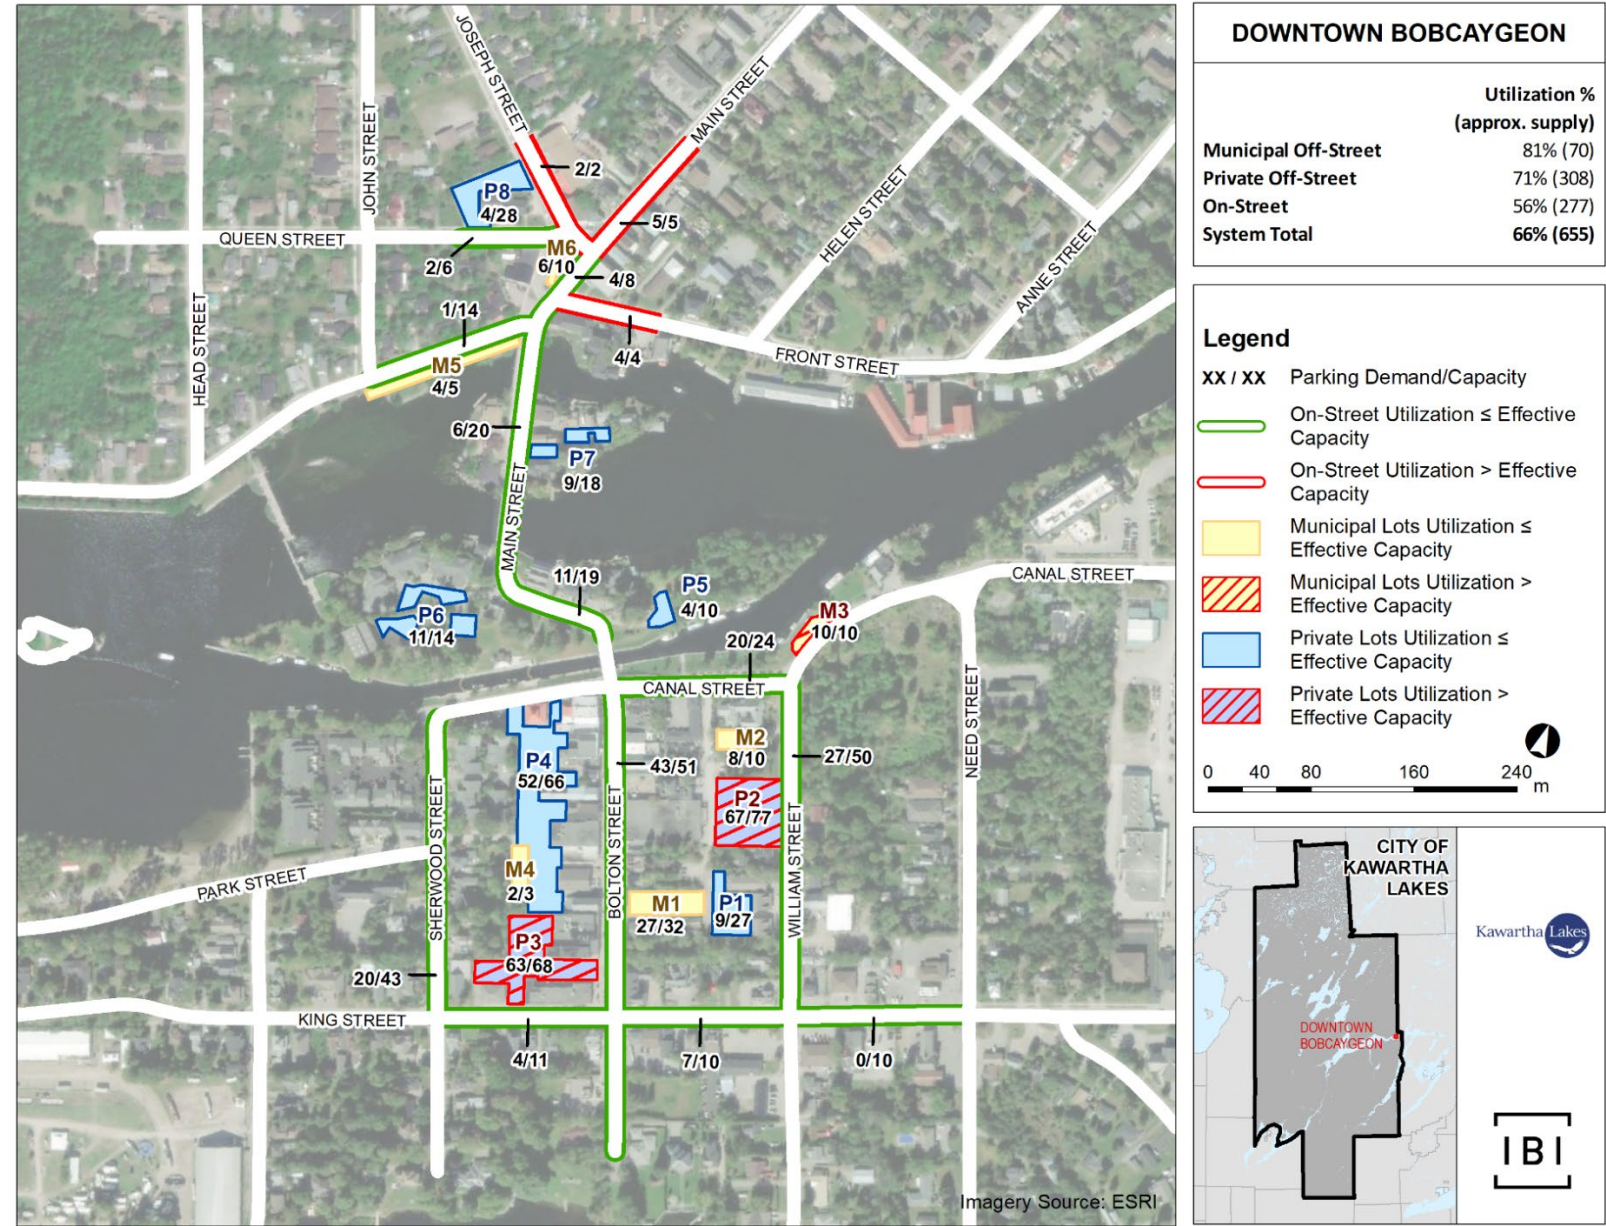 JOSEPH STREET
MAIN STREET
JOHN STREET
2/2
P8
4/28
5/5
HELEN STREET
QUEEN STREET
M6
6/10
2/6
4/8
ANNE STREET
1/14
HEAD STREET
M5
4/5
4/4
FRONT STREET
6/20
P7
9/18
MAIN STREET
11/19
P5
4/10
CANAL STREET
P6
11/14
M3
10/10
20/24
CANAL STREET
NEED STREET
M2
8/10
27/50
P4
52/66
43/51
P2
67/77
SHERWOOD STREET
BOLTON STREET
WILLIAM STREET
PARK STREET
M4
2/3
M1
27/32
P1
9/27
P3
63/68
20/43
KING STREET
4/11
7/10
0/10
Imagery Source: ESRI
DOWNTOWN BOBCAYGEON
Utilization %
(approx. supply)
Municipal Off-Street 81% (70)
Private Off-Street 71% (308)
On-Street 56% (277)
System Total 66% (655)
Legend
XX / XX Parking Demand/Capacity
On-Street Utilization ≤ Effective
Capacity
On-Street Utilization > Effective
Capacity
Municipal Lots Utilization ≤
Effective Capacity
Municipal Lots Utilization >
Effective Capacity
Private Lots Utilization ≤
Effective Capacity
Private Lots Utilization >
Effective Capacity
0 40 80 160 240
m
CITY OF
KAWARTHA
LAKES
DOWNTOWN
BOBCAYGEON
Kawartha Lakes
IBI